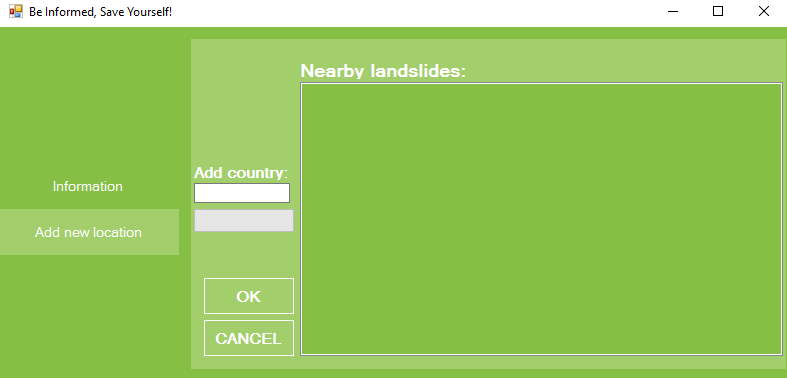 Be Informed, Save Yourself!
Information
Add new location
Nearby landslides:
Add country:
OK
CANCEL